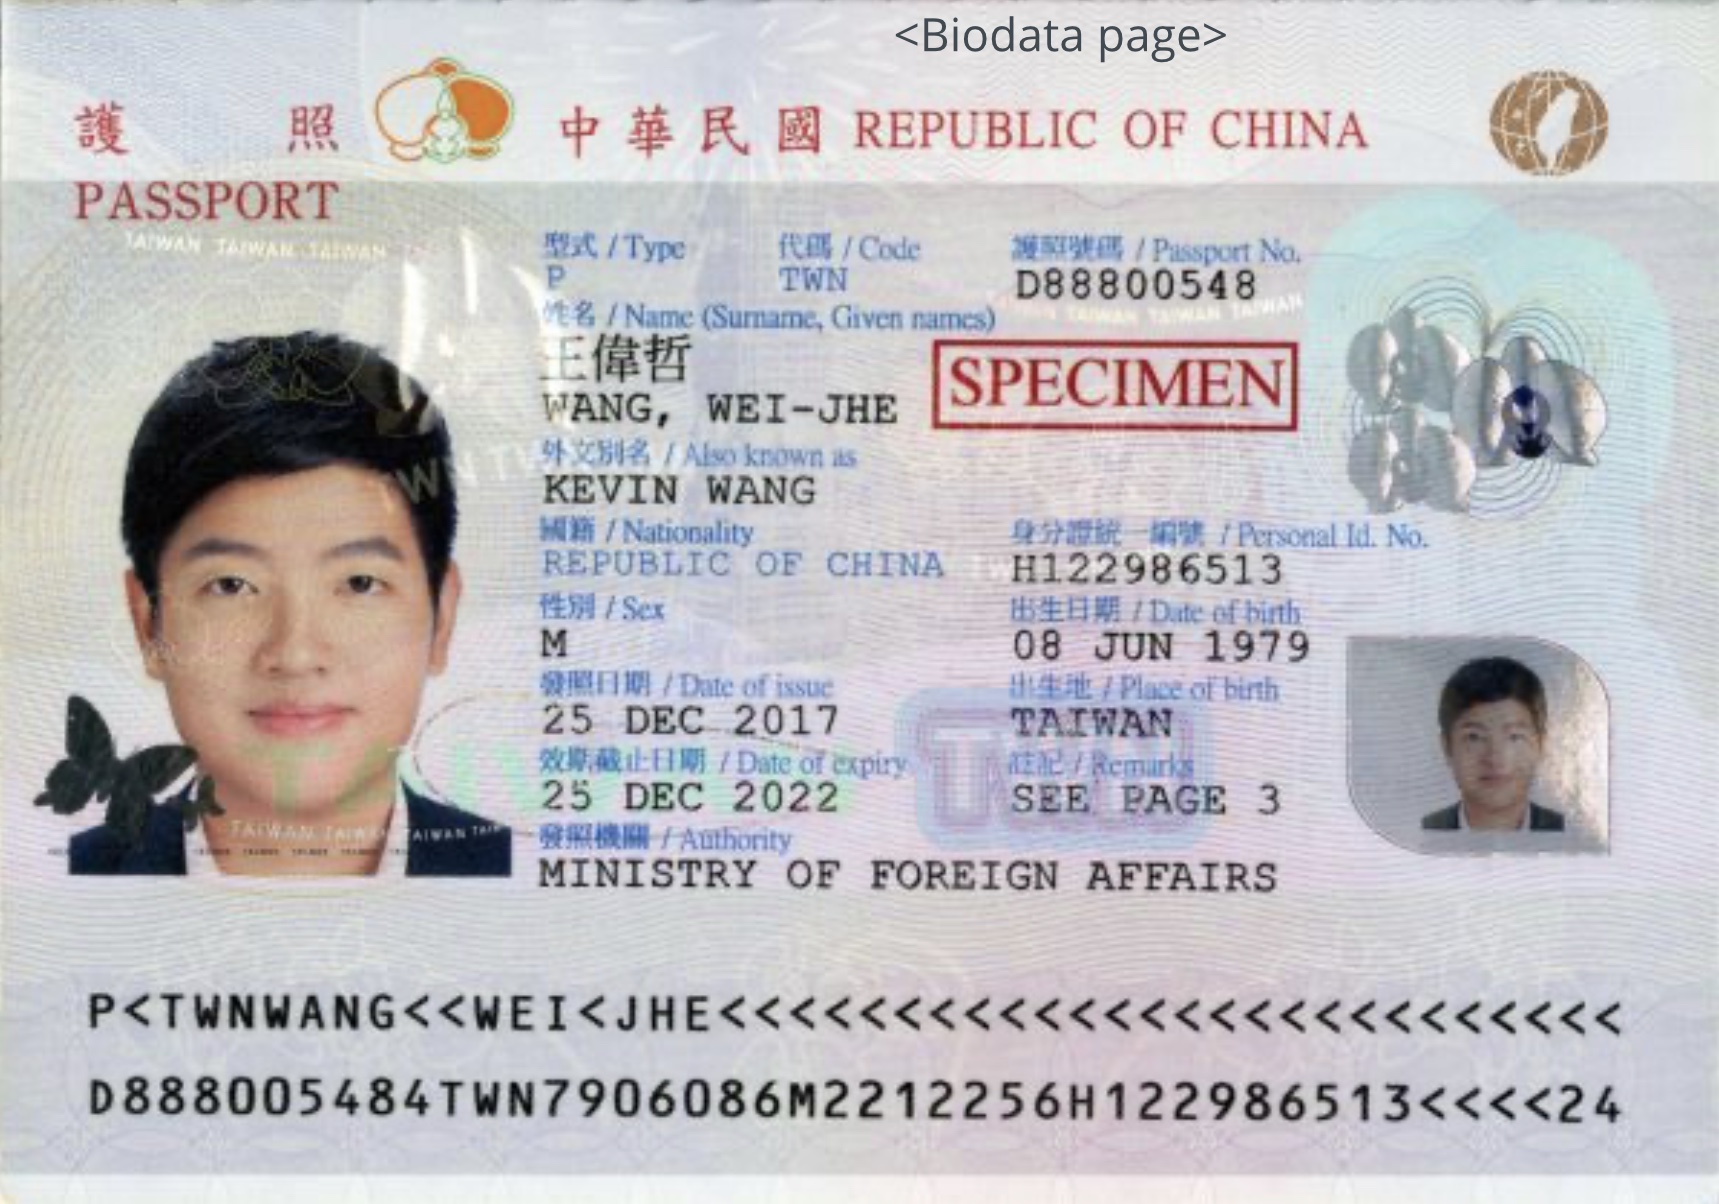 <Biodata page>
護 照 中華民國 REPUBLIC OF CHINA
PASSPORT
TAIWAN TAIWAN TAIWAN
型式 / Type 代碼 / Code 護照號碼 / Passport No.
P TWN D88800548
姓名 / Name (Surname, Given names)
TAIWAN TAIWAN TAIWAN
王偉哲
WANG, WEI-JHE
SPECIMEN
外文別名 / Also known as
KEVIN WANG
國籍 / Nationality 身分證統一編號 / Personal Id. No.
REPUBLIC OF CHINA H122986513
性別 / Sex 出生日期 / Date of birth
M 08 JUN 1979
發照日期 / Date of issue 出生地 / Place of birth
25 DEC 2017 TAIWAN
效期截止日期 / Date of expiry 註記 / Remarks
25 DEC 2022 SEE PAGE 3
發照機關 / Authority
TAIWAN TAIWAN TAIWAN
MINISTRY OF FOREIGN AFFAIRS
P<TWNWANG<<WEI<JHE<<<<<<<<<<<<<<<<<<<<<<<<<<
D888005484TWN7906086M2212256H122986513<<<<24